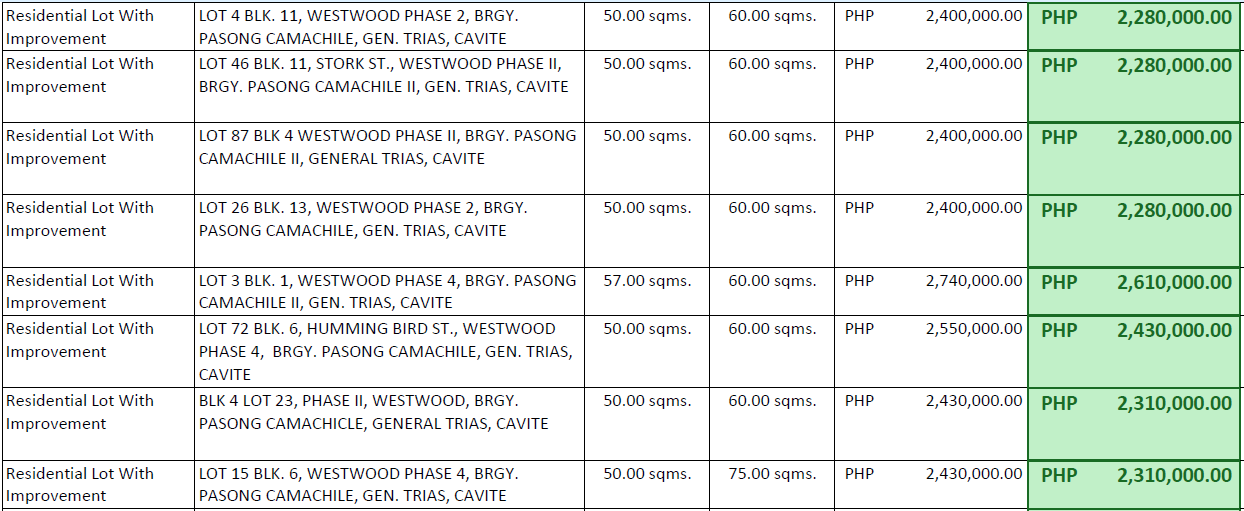 Residential Lot With LOT 4 BLK. 11, WESTWOOD PHASE 2, BRGY. 50.00 sqms. 60.00 sqms. PHP 2,400,000.00 PHP 2,280,000.00
Improvement PASONG CAMACHILE, GEN. TRIAS, CAVITE
Residential Lot With LOT 46 BLK. 11, STORK ST., WESTWOOD PHASE II, 50.00 sqms. 60.00 sqms. PHP 2,400,000.00 PHP 2,280,000.00
Improvement BRGY. PASONG CAMACHILE II, GEN. TRIAS, CAVITE
Residential Lot With LOT 87 BLK 4 WESTWOOD PHASE II, BRGY. PASONG 50.00 sqms. 60.00 sqms. PHP 2,400,000.00 PHP 2,280,000.00
Improvement CAMACHILE II, GENERAL TRIAS, CAVITE
Residential Lot With LOT 26 BLK. 13, WESTWOOD PHASE 2, BRGY. 50.00 sqms. 60.00 sqms. PHP 2,400,000.00 PHP 2,280,000.00
Improvement PASONG CAMACHILE, GEN. TRIAS, CAVITE
Residential Lot With LOT 3 BLK. 1, WESTWOOD PHASE 4, BRGY. PASONG 57.00 sqms. 60.00 sqms. PHP 2,740,000.00 PHP 2,610,000.00
Improvement CAMACHILE II, GEN. TRIAS, CAVITE
Residential Lot With LOT 72 BLK. 6, HUMMING BIRD ST., WESTWOOD 50.00 sqms. 60.00 sqms. PHP 2,550,000.00 PHP 2,430,000.00
Improvement PHASE 4, BRGY. PASONG CAMACHILE, GEN. TRIAS,
CAVITE
Residential Lot With BLK 4 LOT 23, PHASE II, WESTWOOD, BRGY. 50.00 sqms. 60.00 sqms. PHP 2,430,000.00 PHP 2,310,000.00
Improvement PASONG CAMACHICLE, GENERAL TRIAS, CAVITE
Residential Lot With LOT 15 BLK. 6, WESTWOOD PHASE 4, BRGY. 50.00 sqms. 75.00 sqms. PHP 2,430,000.00 PHP 2,310,000.00
Improvement PASONG CAMACHILE, GEN. TRIAS, CAVITE